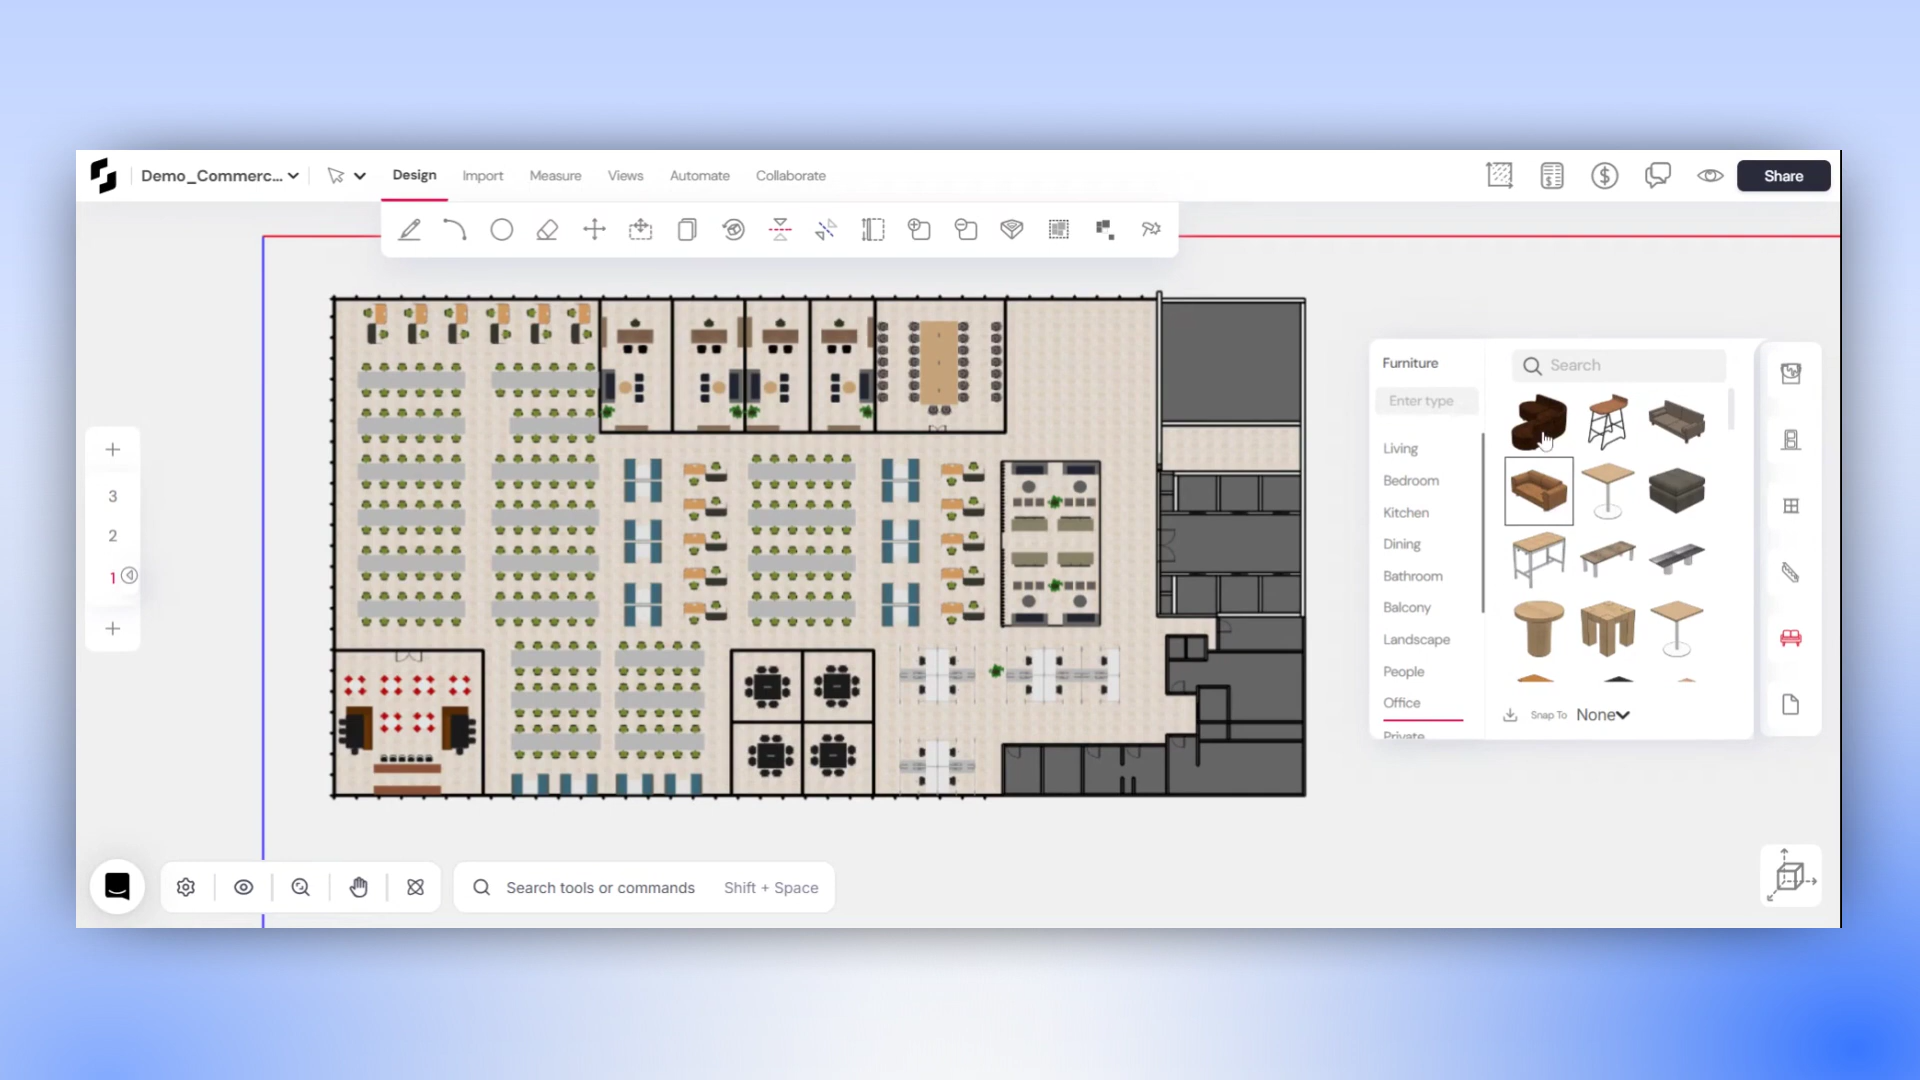 Demo_Commerc...
Design
Import
Measure
Views
Automate
Collaborate
Share
3
2
1
Furniture
Search
Enter type
Living
Bedroom
Kitchen
Dining
Bathroom
Balcony
Landscape
People
Office
Private
Snap To
None
Search tools or commands
Shift + Space